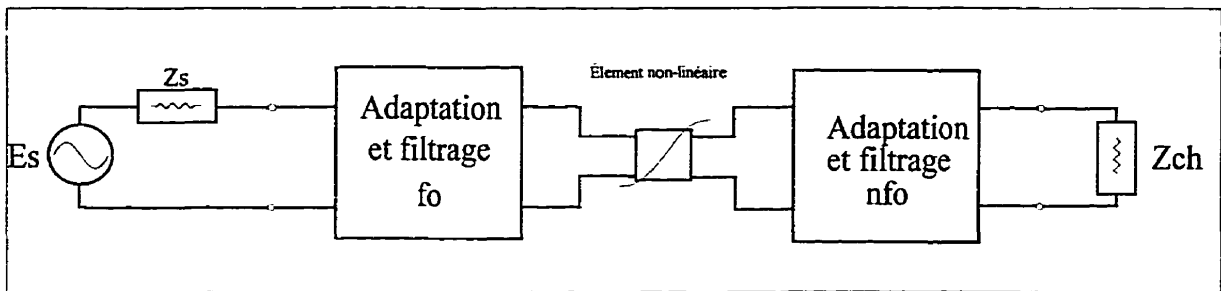 Zs
Es
Adaptation
et filtrage
fo
Élement non-linéaire
Adaptation
et filtrage
nfo
Zch